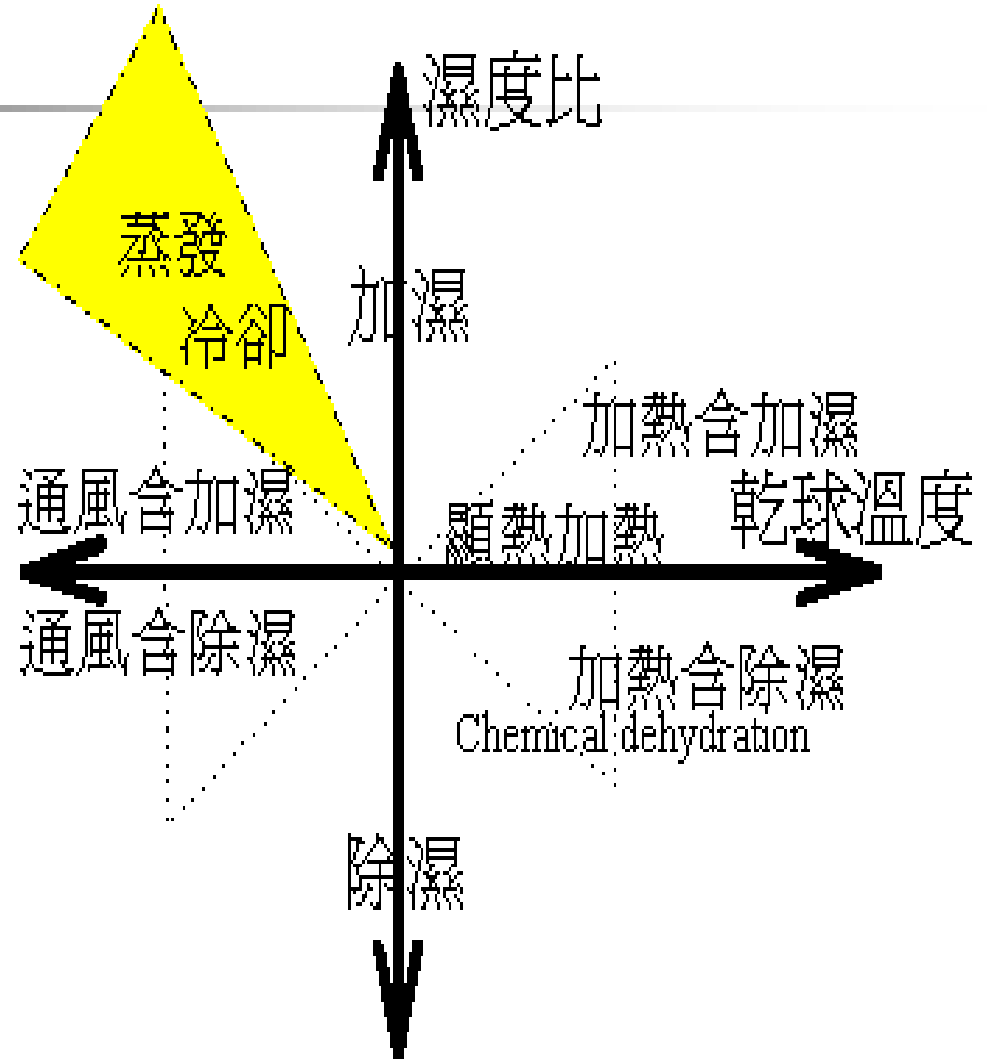 濕度比
蒸發
冷卻
加濕
加熱含加濕
通風含加濕
顯熱加熱
乾球溫度
通風含除濕
加熱含除濕
Chemical dehydration
除濕